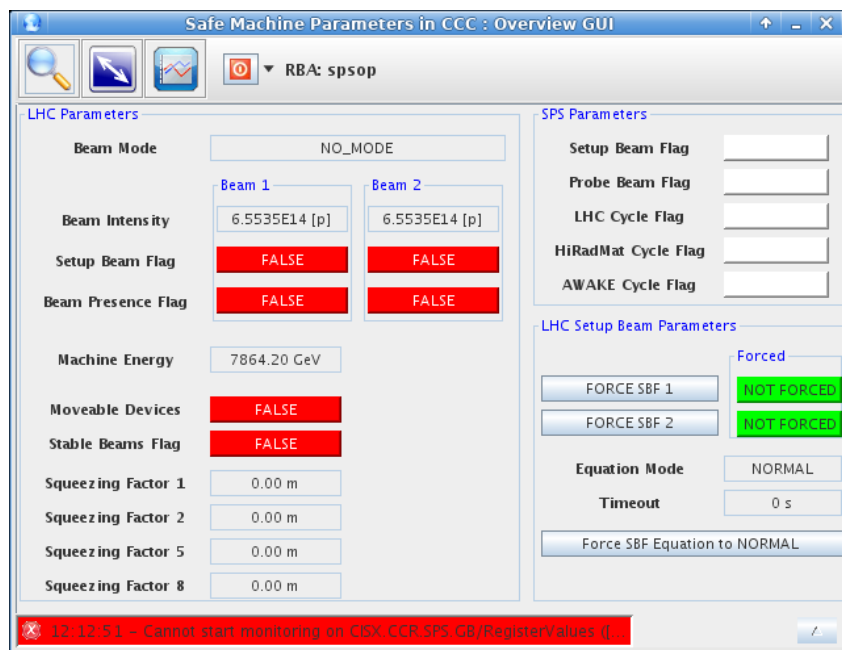 Safe Machine Parameters in CCC : Overview GUI
RBA: spsop
LHC Parameters
Beam Mode NO_MODE
Beam 1 Beam 2
Beam Intensity 6.5535E14 [p] 6.5535E14 [p]
Setup Beam Flag FALSE FALSE
Beam Presence Flag FALSE FALSE
Machine Energy 7864.20 GeV
Moveable Devices FALSE
Stable Beams Flag FALSE
Squeezing Factor 1 0.00 m
Squeezing Factor 2 0.00 m
Squeezing Factor 5 0.00 m
Squeezing Factor 8 0.00 m
SPS Parameters
Setup Beam Flag
Probe Beam Flag
LHC Cycle Flag
HiRadMat Cycle Flag
AWAKE Cycle Flag
LHC Setup Beam Parameters
Forced
FORCE SBF 1 NOT FORCED
FORCE SBF 2 NOT FORCED
Equation Mode NORMAL
Timeout 0 s
Force SBF Equation to NORMAL
12:12:51 - Cannot start monitoring on CISX.CCR.SPS.GB/RegisterValues ([...